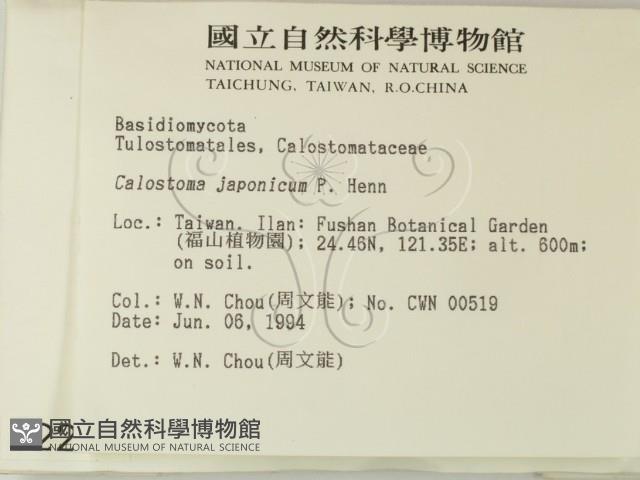 國立自然科學博物館
NATIONAL MUSEUM OF NATURAL SCIENCE
TAICHUNG, TAIWAN, R.O.CHINA
Basidiomycota
Tulostomatales, Calostomataceae
Calostoma japonicum P. Henn
Loc.: Taiwan. Ilan: Fushan Botanical Garden
(福山植物園); 24.46N, 121.35E; alt. 600m;
on soil.
Col.: W.N. Chou(周文能); No. CWN 00519
Date: Jun. 06, 1994
Det.: W.N. Chou(周文能)
國立自然科學博物館
NATIONAL MUSEUM OF NATURAL SCIENCE